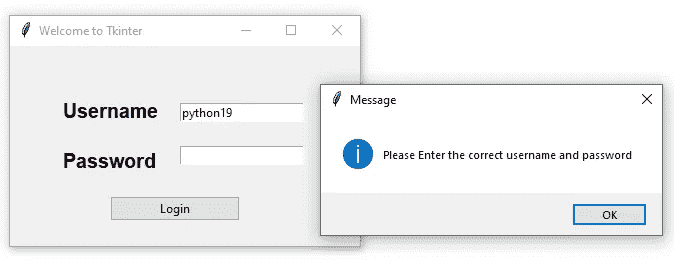 Welcome to Tkinter
Username
python19
Password
Login
Message
Please Enter the correct username and password
OK